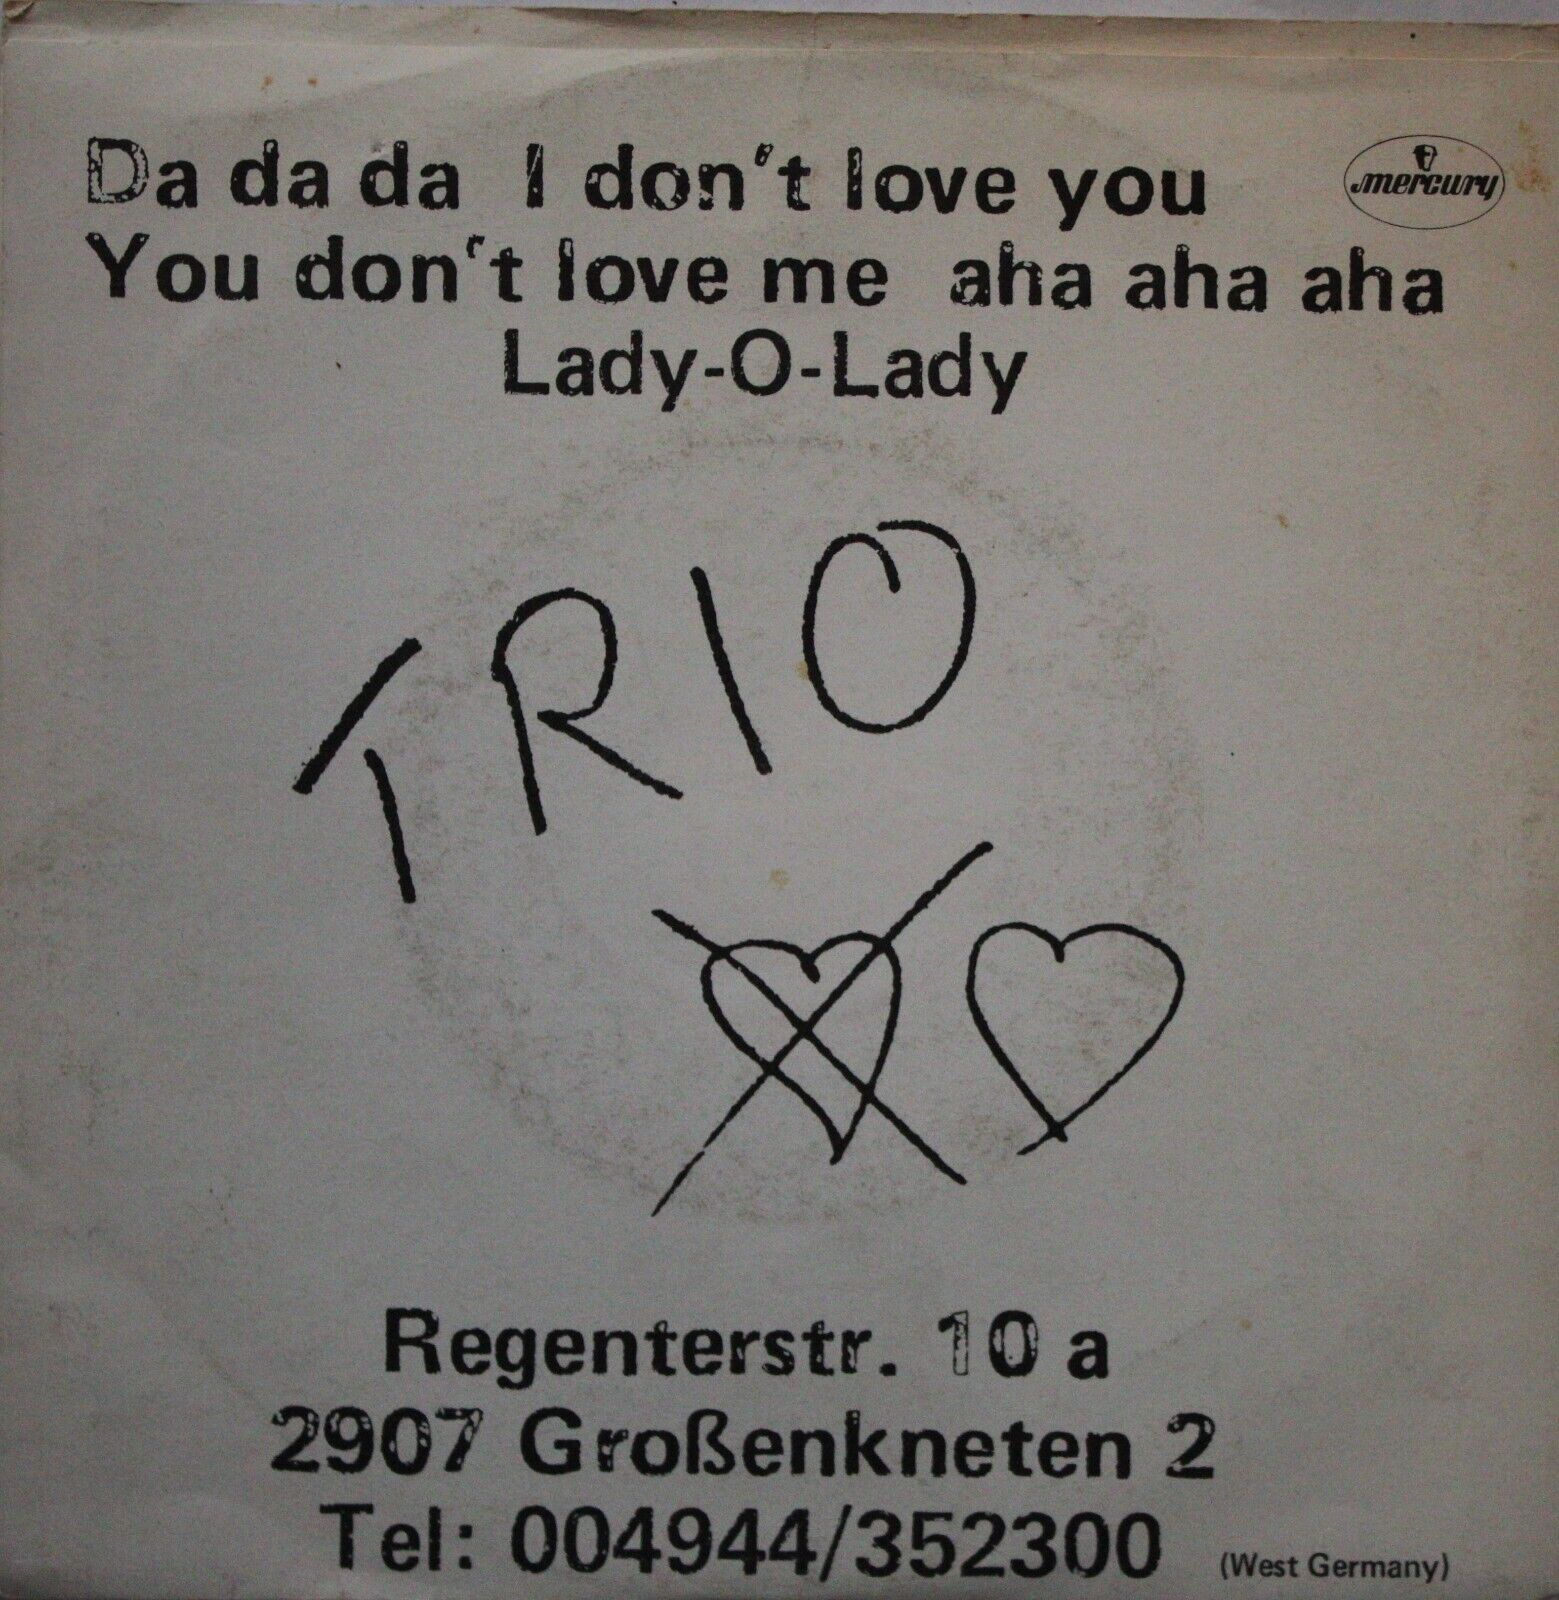 Da da da I don't love you
mercury
You don't love me aha aha aha
Lady-O-Lady
TRIO
Regenterstr. 10 a
2907 Großenkneten 2
Tel: 004944/352300 (West Germany)